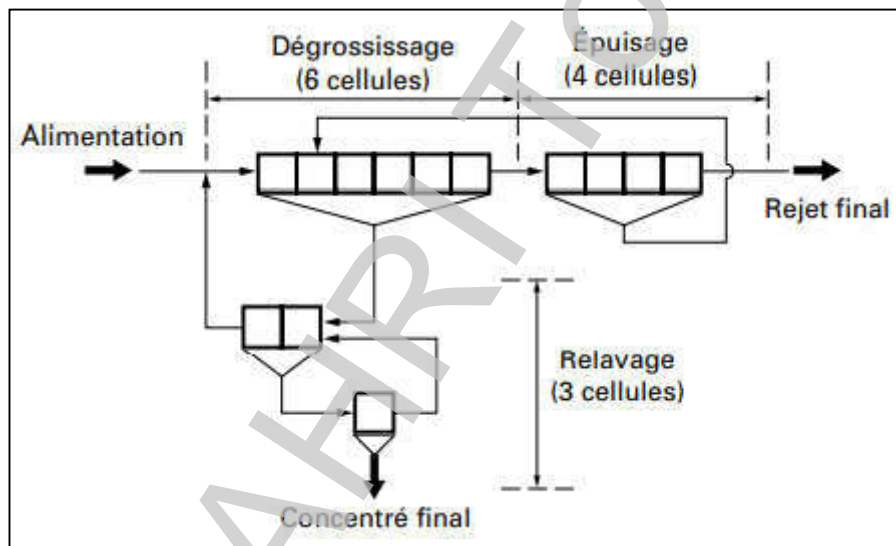 Dégrossissage
(6 cellules)
Épuisage
(4 cellules)
Alimentation
Rejet final
Relavage
(3 cellules)
Concentré final